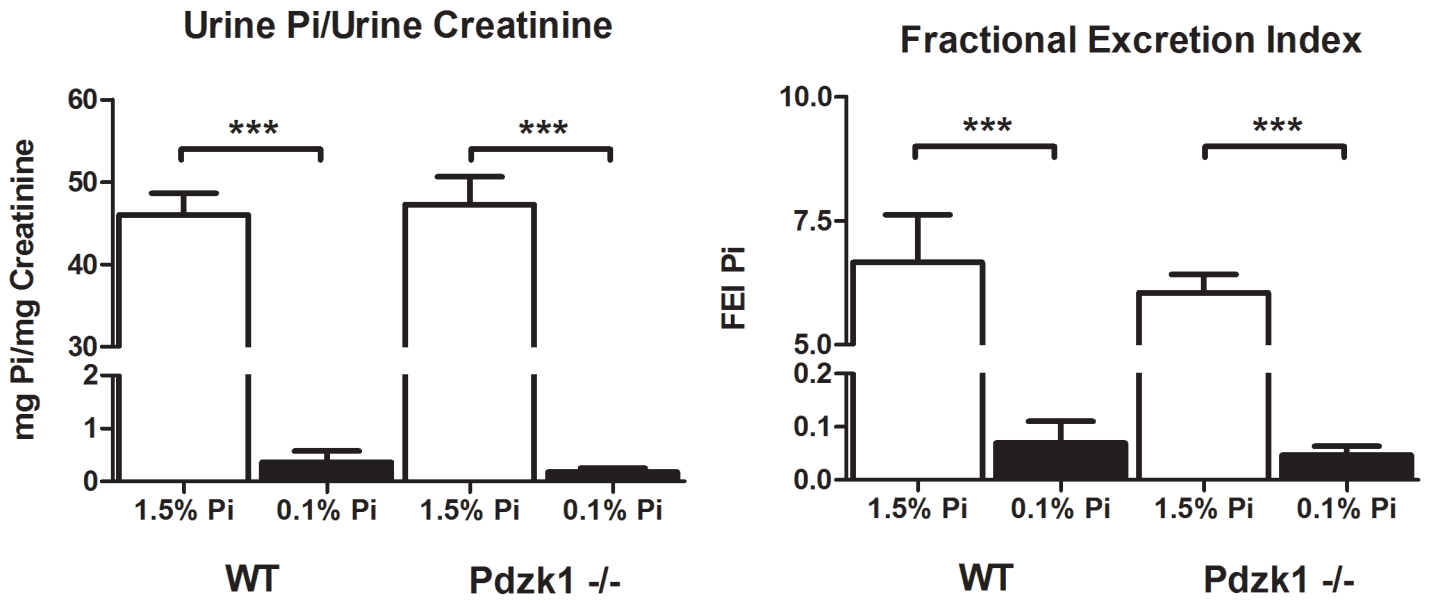 Urine Pi/Urine Creatinine
mg Pi/mg Creatinine
60
50
40
30
2
1
0
***
***
1.5% Pi 0.1% Pi 1.5% Pi 0.1% Pi
WT Pdzk1 -/-
Fractional Excretion Index
FEI Pi
10.0
7.5
5.0
0.2
0.1
0.0
***
***
1.5% Pi 0.1% Pi 1.5% Pi 0.1% Pi
WT Pdzk1 -/-